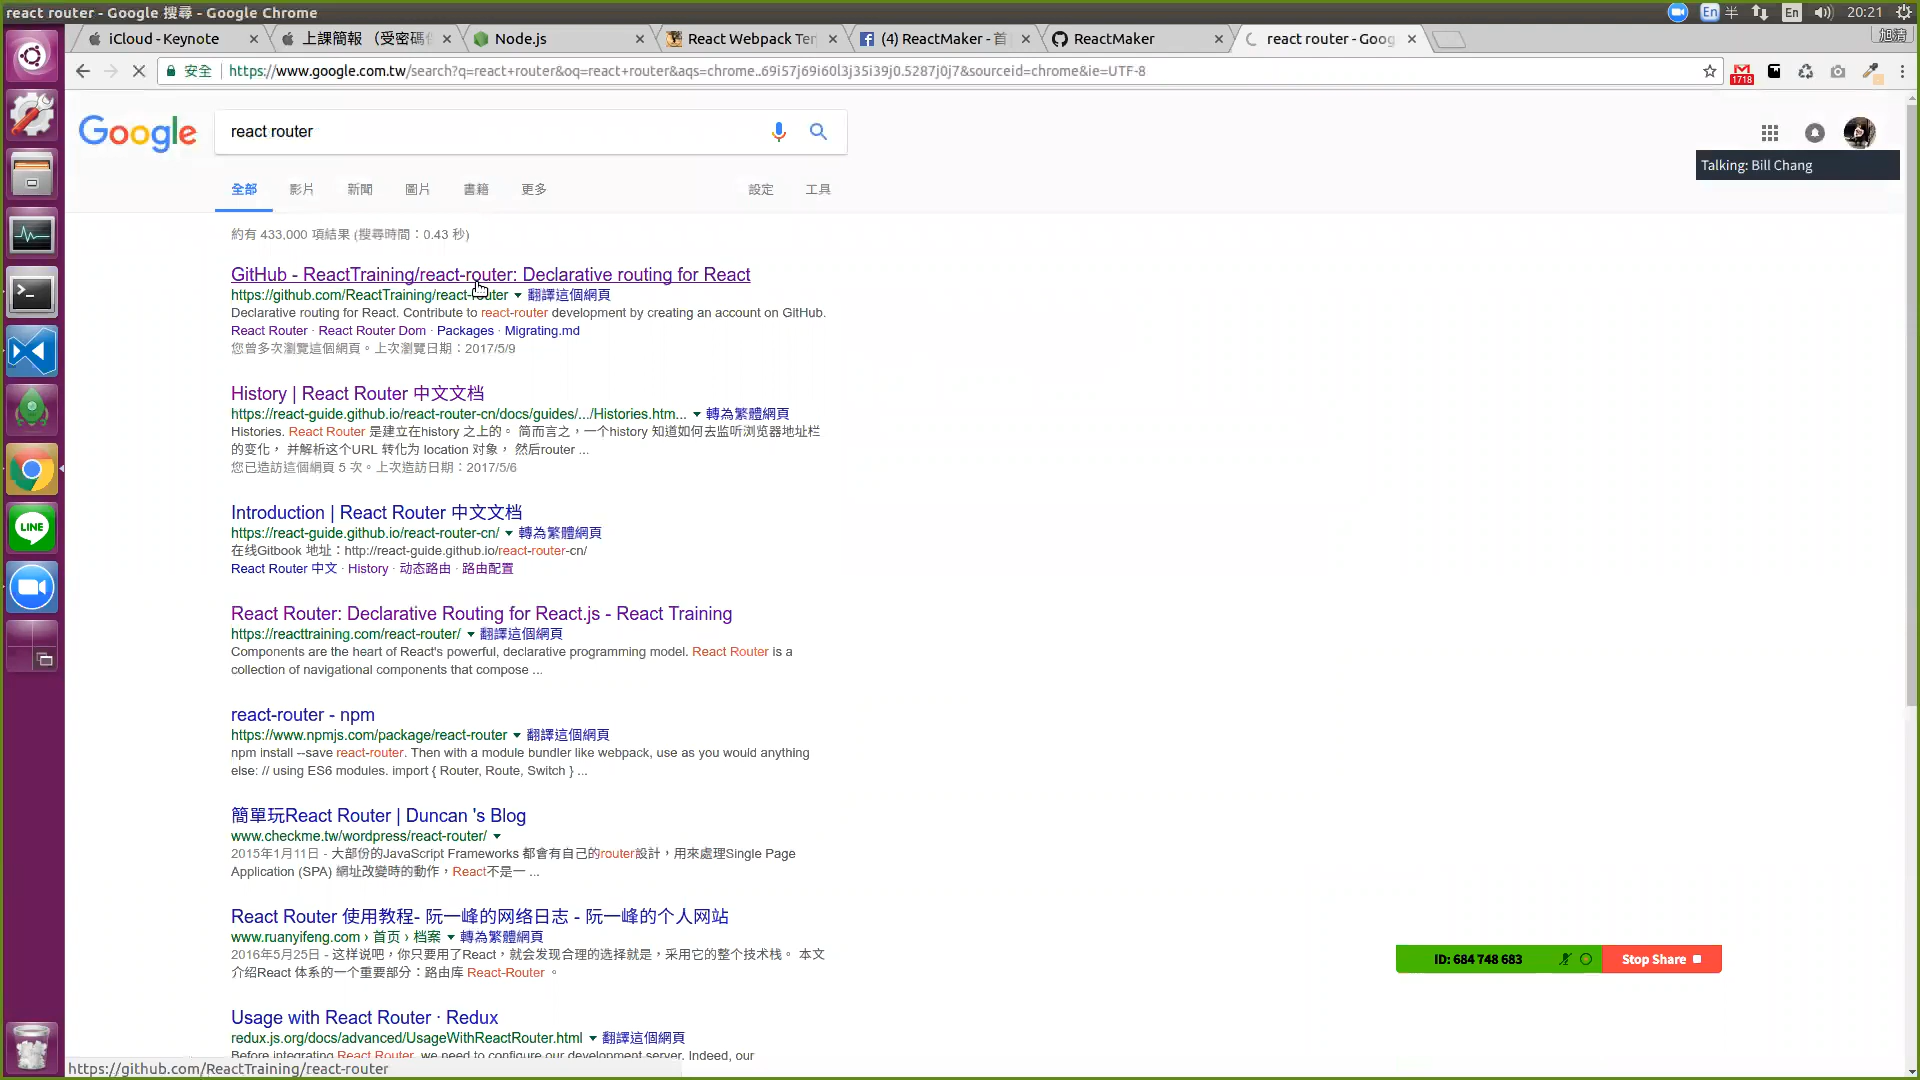 react router - Google 搜尋 - Google Chrome
En 半 En 20:21
iCloud - Keynote
上課簡報 （受密碼
Node.js
React Webpack Ter
(4) ReactMaker - 首
ReactMaker
react router - Goog
旭清
安全 https://www.google.com.tw/search?q=react+router&oq=react+router&aqs=chrome..69i57j69i60l3j35i39j0.5287j0j7&sourceid=chrome&ie=UTF-8
1718
Google
react router
Talking: Bill Chang
全部 影片 新聞 圖片 書籍 更多 設定 工具
約有 433,000 項結果 (搜尋時間：0.43 秒)
GitHub - ReactTraining/react-router: Declarative routing for React
https://github.com/ReactTraining/react-router 翻譯這個網頁
Declarative routing for React. Contribute to react-router development by creating an account on GitHub.
React Router · React Router Dom · Packages · Migrating.md
您曾多次瀏覽這個網頁。上次瀏覽日期：2017/5/9
History | React Router 中文文档
https://react-guide.github.io/react-router-cn/docs/guides/.../Histories.htm... 轉為繁體網頁
Histories. React Router 是建立在history 之上的。 简而言之，一个history 知道如何去监听浏览器地址栏
的变化， 并解析这个URL 转化为 location 对象， 然后router ...
您已造訪這個網頁 5 次。上次造訪日期：2017/5/6
Introduction | React Router 中文文档
https://react-guide.github.io/react-router-cn/ 轉為繁體網頁
在线Gitbook 地址：http://react-guide.github.io/react-router-cn/
React Router 中文 · History · 动态路由 · 路由配置
React Router: Declarative Routing for React.js - React Training
https://reacttraining.com/react-router/ 翻譯這個網頁
Components are the heart of React's powerful, declarative programming model. React Router is a
collection of navigational components that compose ...
react-router - npm
https://www.npmjs.com/package/react-router 翻譯這個網頁
npm install --save react-router. Then with a module bundler like webpack, use as you would anything
else: // using ES6 modules. import { Router, Route, Switch } ...
簡單玩React Router | Duncan 's Blog
www.checkme.tw/wordpress/react-router/
2015年1月11日 - 大部份的JavaScript Frameworks 都會有自己的router設計，用來處理Single Page
Application (SPA) 網址改變時的動作，React不是一 ...
React Router 使用教程- 阮一峰的网络日志 - 阮一峰的个人网站
www.ruanyifeng.com › 首页 › 档案 轉為繁體網頁
2016年5月25日 - 这样说吧，你只要用了React，就会发现合理的选择就是，采用它的整个技术栈。 本文
介绍React 体系的一个重要部分：路由库 React-Router 。
ID: 684 748 683 Stop Share
Usage with React Router · Redux
redux.js.org/docs/advanced/UsageWithReactRouter.html 翻譯這個網頁
Before integrating React Router, we need to configure our development server. Indeed, our
https://github.com/ReactTraining/react-router
LINE